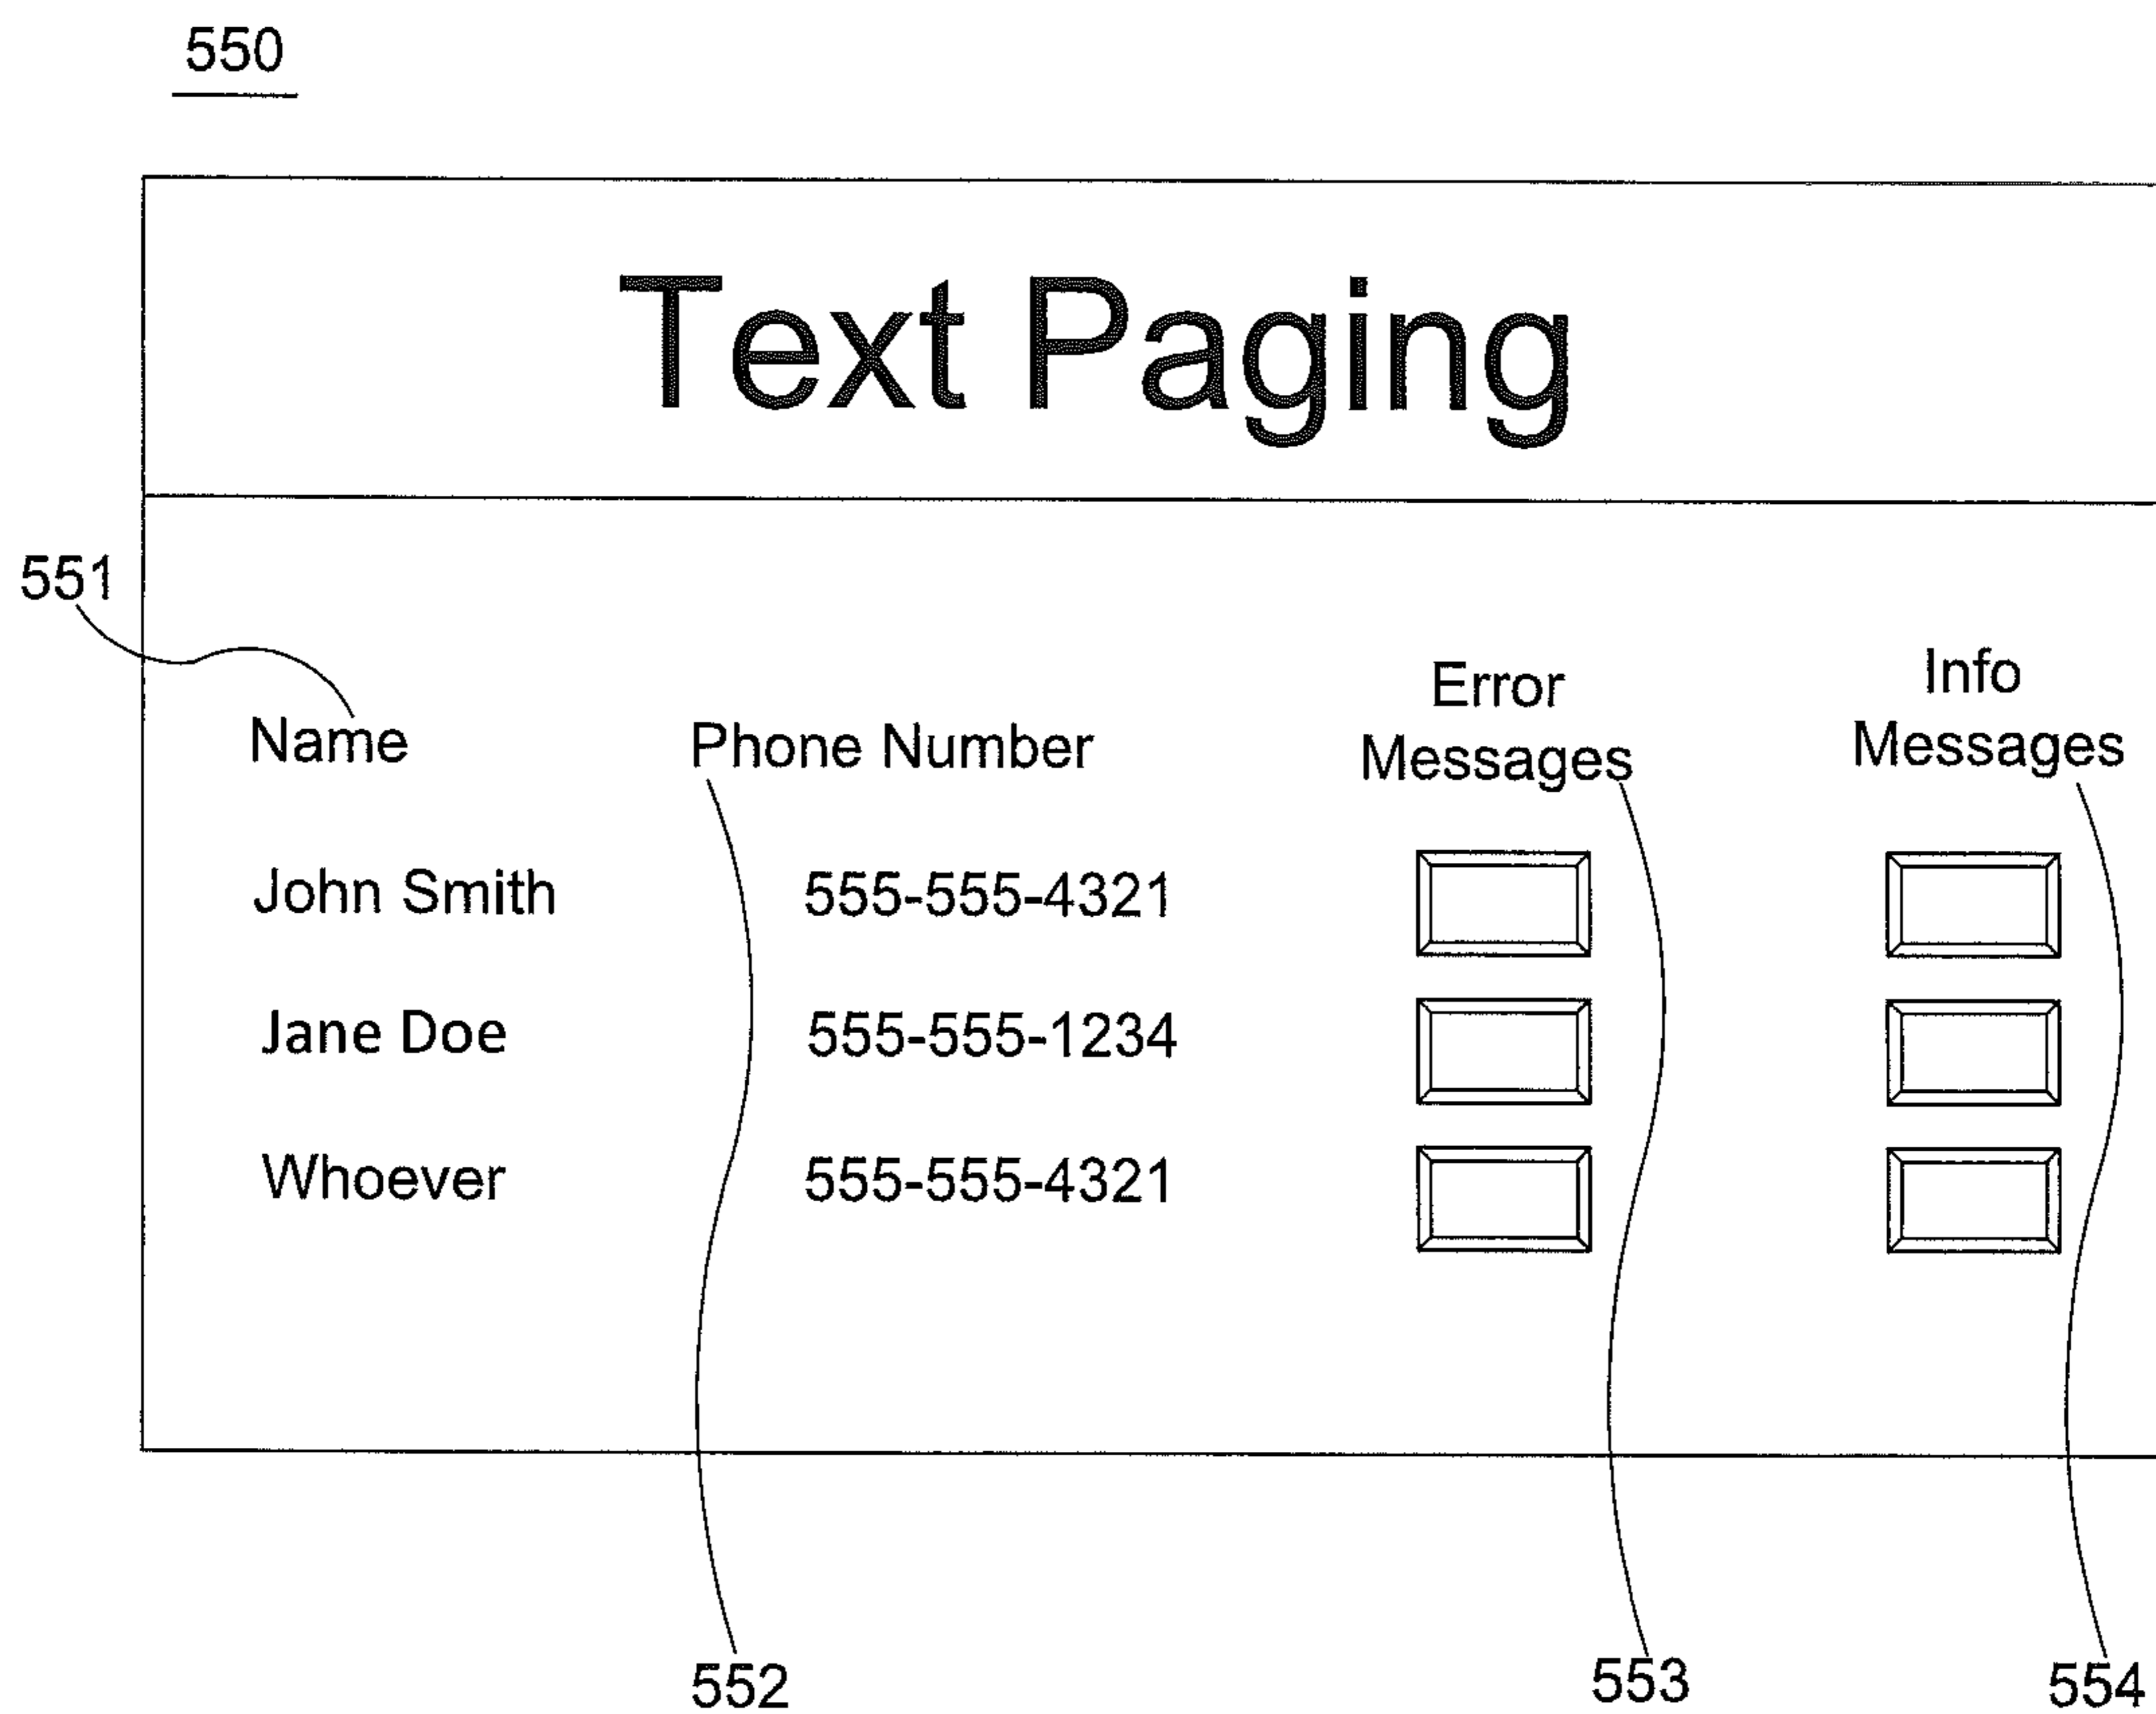 550
Text Paging
551
Name Phone Number Error Messages Info Messages
John Smith 555-555-4321
Jane Doe 555-555-1234
Whoever 555-555-4321
552 553 554